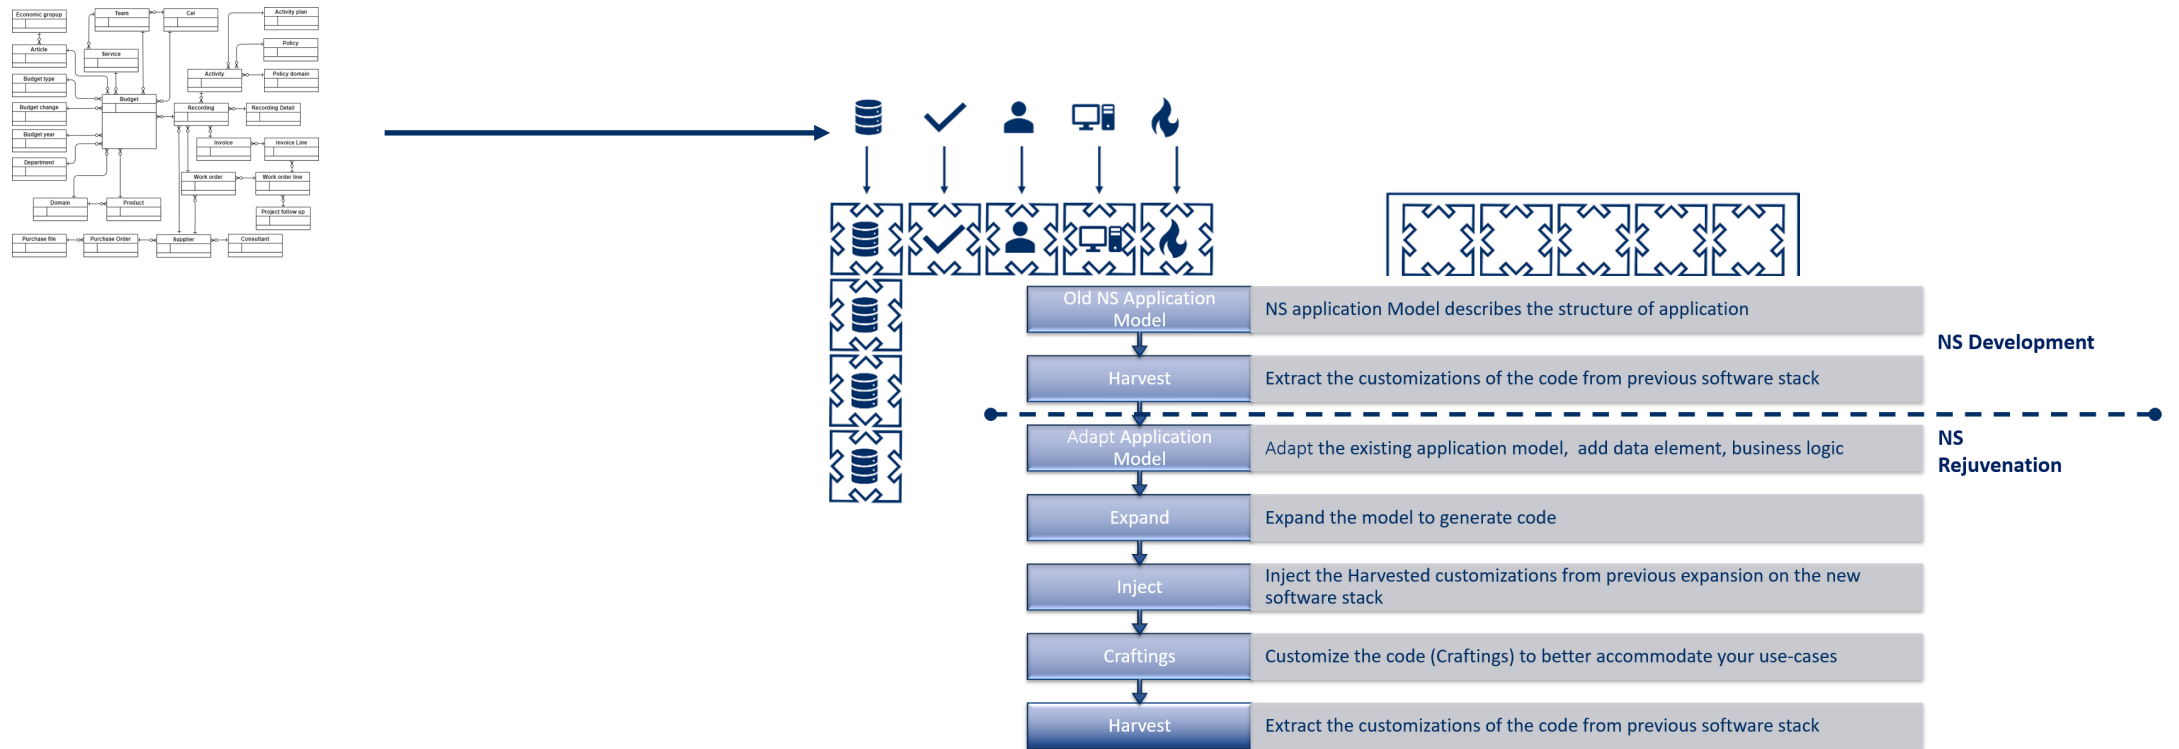 Economic gropup
Team
Cel
Activity plan
Article
Service
Policy
Budget type
Activity
Policy domain
Budget
Budget change
Recording
Recording Detail
Budget year
Invoice
Invoice Line
Department
Work order
Work order line
Domain
Product
Project follow up
Purchase file
Purchase Order
Supplier
Consultant
Old NS Application
Model
NS application Model describes the structure of application
NS Development
Harvest
Extract the customizations of the code from previous software stack
Adapt Application
Model
Adapt the existing application model,  add data element, business logic
NS
Rejuvenation
Expand
Expand the model to generate code
Inject
Inject the Harvested customizations from previous expansion on the new
software stack
Craftings
Customize the code (Craftings) to better accommodate your use-cases
Harvest
Extract the customizations of the code from previous software stack